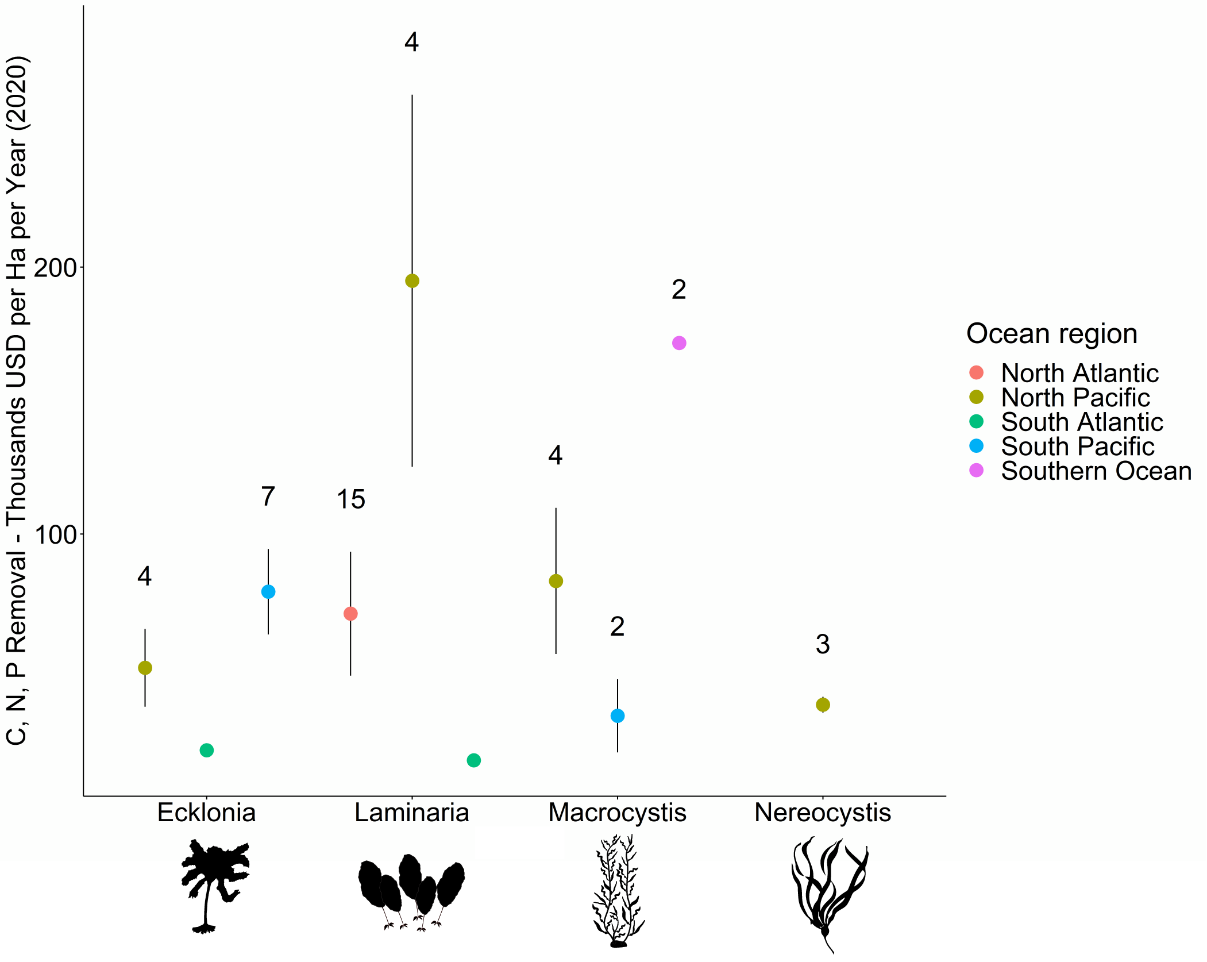 C, N, P Removal - Thousands USD per Ha per Year (2020)
200
100
4
7
15
4
4
2
2
3
Ecklonia
Laminaria
Macrocystis
Nereocystis
Ocean region
North Atlantic
North Pacific
South Atlantic
South Pacific
Southern Ocean